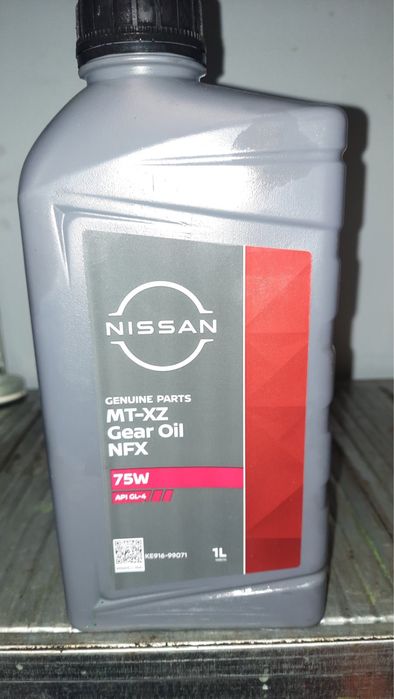 NISSAN
GENUINE PARTS
MT-XZ
Gear Oil
NFX
75W
API GL-4
KE916-99071
1L